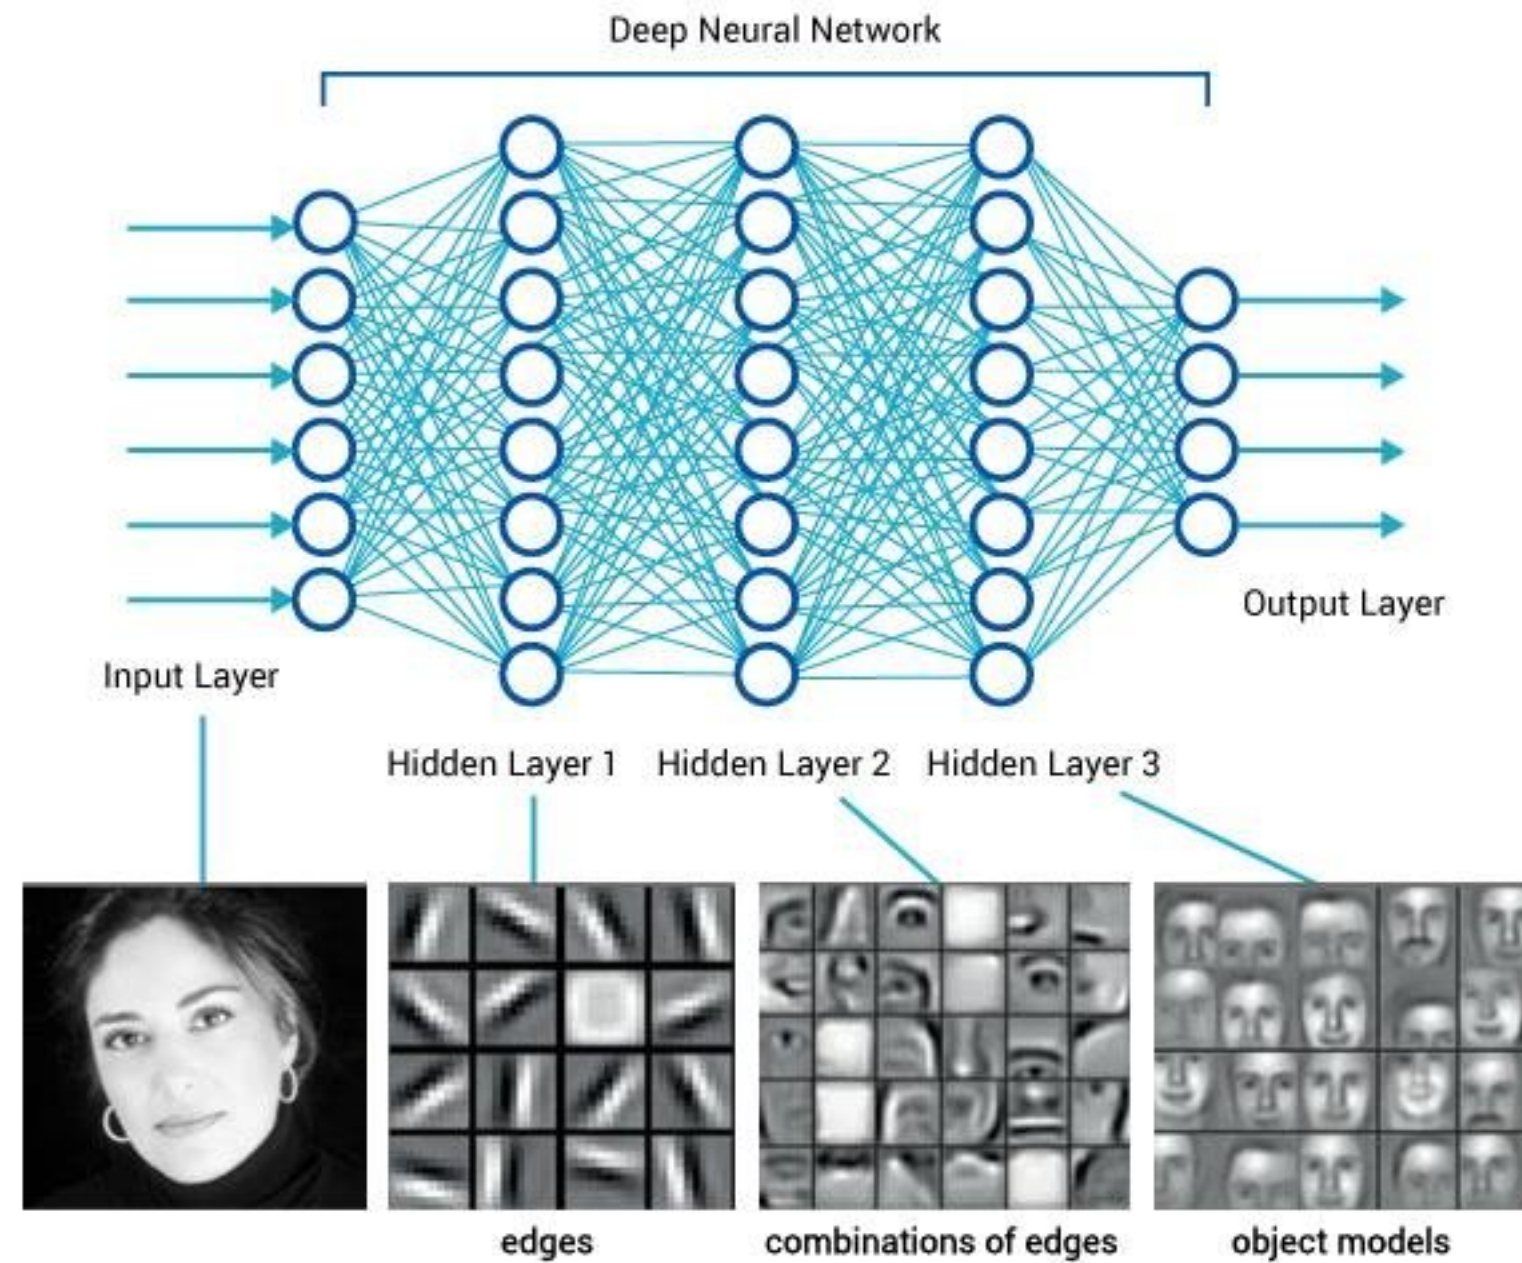 Deep Neural Network
Output Layer
Input Layer
Hidden Layer 1
Hidden Layer 2
Hidden Layer 3
edges
combinations of edges
object models